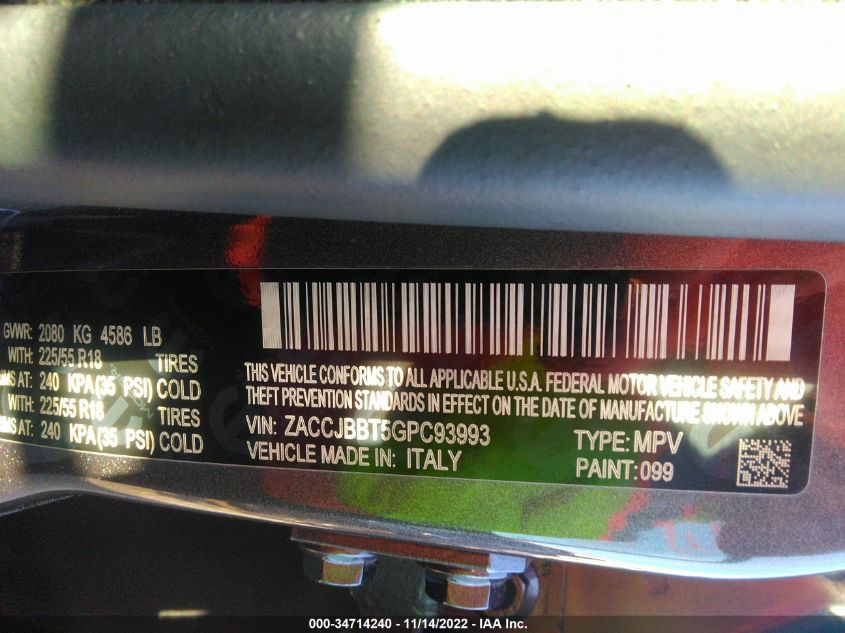 GVWR: 2080 KG 4586 LB
WITH: 225/55 R18 TIRES
MS AT: 240 KPA(35 PSI) COLD
WITH: 225/55 R18 TIRES
MS AT: 240 KPA(35 PSI) COLD
THIS VEHICLE CONFORMS TO ALL APPLICABLE U.S.A. FEDERAL MOTOR VEHICLE SAFETY AND
THEFT PREVENTION STANDARDS IN EFFECT ON THE DATE OF MANUFACTURE SHOWN ABOVE
VIN: ZACCJBBT5GPC93993 TYPE: MPV
VEHICLE MADE IN: ITALY PAINT: 099
000-34714240 - 11/14/2022 - IAA Inc.